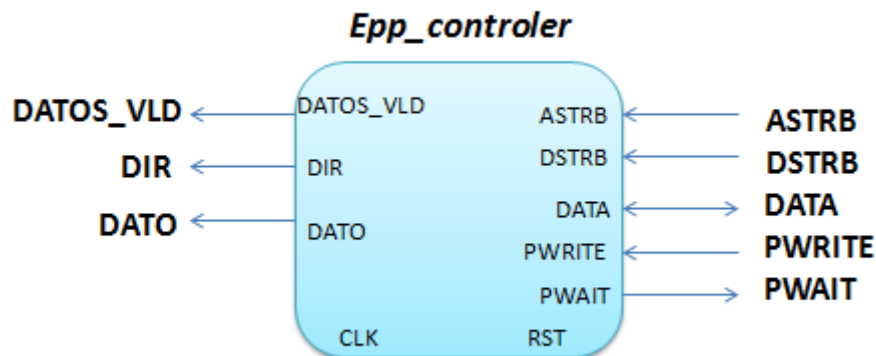 Epp_controler
DATOS_VLD DATOS_VLD ASTRB ASTRB
DIR DIR DSTRB DSTRB
DATO DATO DATA DATA
PWRITE PWRITE
PWAIT PWAIT
CLK RST